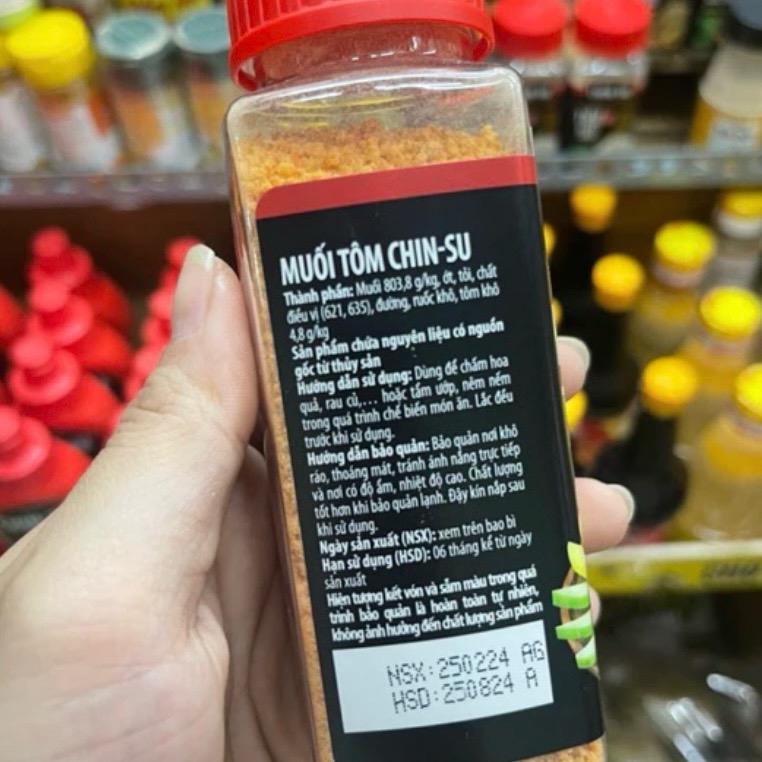 MUỐI TÔM CHIN-SU
Thành phần: Muối 803,8 g/kg, ớt, tỏi, chất
điều vị (621, 635), đường, ruốc khô, tôm khô
4,8 g/kg
Sản phẩm chứa nguyên liệu có nguồn
gốc từ thủy sản
Hướng dẫn sử dụng: Dùng để chấm hoa
quả, rau củ,... hoặc tẩm ướp, nêm nếm
trong quá trình chế biến món ăn. Lắc đều
trước khi sử dụng.
Hướng dẫn bảo quản: Bảo quản nơi khô
ráo, thoáng mát, tránh ánh nắng trực tiếp
và nơi có độ ẩm, nhiệt độ cao. Chất lượng
tốt hơn khi bảo quản lạnh. Đậy kín nắp sau
khi sử dụng.
Ngày sản xuất (NSX): xem trên bao bì
Hạn sử dụng (HSD): 06 tháng kể từ ngày
sản xuất
Hiện tượng kết vón và sẫm màu trong quá
trình bảo quản là hoàn toàn tự nhiên,
không ảnh hưởng đến chất lượng sản phẩm
NSX:250224 AG
HSD:250824 A